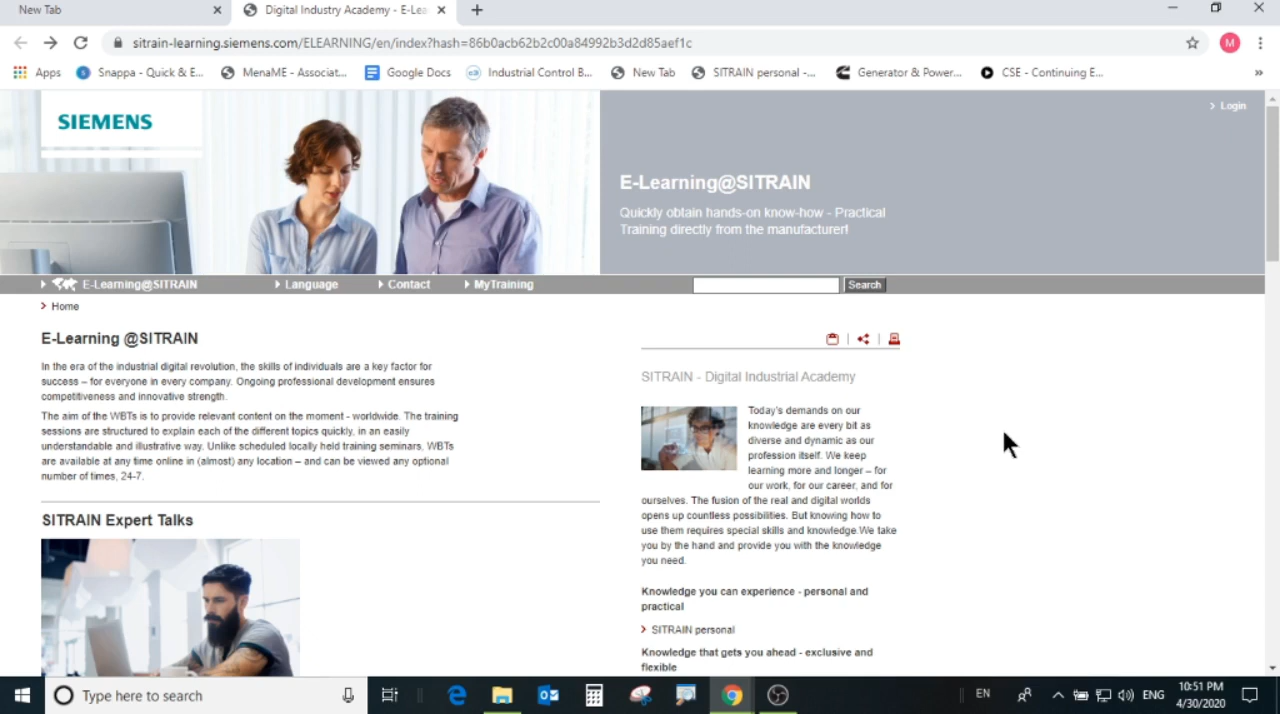 New Tab
Digital Industry Academy - E-Lea
sitrain-learning.siemens.com/ELEARNING/en/index?hash=86b0acb62b2c00a84992b3d2d85aef1c
M
Apps
Snappa - Quick & E...
MenaME - Associat...
Google Docs
Industrial Control B...
New Tab
SITRAIN personal -...
Generator & Power...
CSE - Continuing E...
»
SIEMENS
Login
E-Learning@SITRAIN
Quickly obtain hands-on know-how - Practical
Training directly from the manufacturer!
E-Learning@SITRAIN
Language
Contact
MyTraining
Search
Home
E-Learning @SITRAIN
In the era of the industrial digital revolution, the skills of individuals are a key factor for
success – for everyone in every company. Ongoing professional development ensures
competitiveness and innovative strength.
The aim of the WBTs is to provide relevant content on the moment - worldwide. The training
sessions are structured to explain each of the different topics quickly, in an easily
understandable and illustrative way. Unlike scheduled locally held training seminars, WBTs
are available at any time online in (almost) any location – and can be viewed any optional
number of times, 24-7.
SITRAIN Expert Talks
SITRAIN - Digital Industrial Academy
Today's demands on our
knowledge are every bit as
diverse and dynamic as our
profession itself. We keep
learning more and longer – for
our work, for our career, and for
ourselves. The fusion of the real and digital worlds
opens up countless possibilities. But knowing how to
use them requires special skills and knowledge.We take
you by the hand and provide you with the knowledge
you need.
Knowledge you can experience - personal and
practical
SITRAIN personal
Knowledge that gets you ahead - exclusive and
flexible
Type here to search
EN
ENG
10:51 PM
4/30/2020